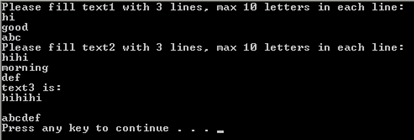 Please fill text1 with 3 lines, max 10 letters in each line:
hi
good
abc
Please fill text2 with 3 lines, max 10 letters in each line:
hihi
morning
def
text3 is:
hihihi

abcdef
Press any key to continue . . . _